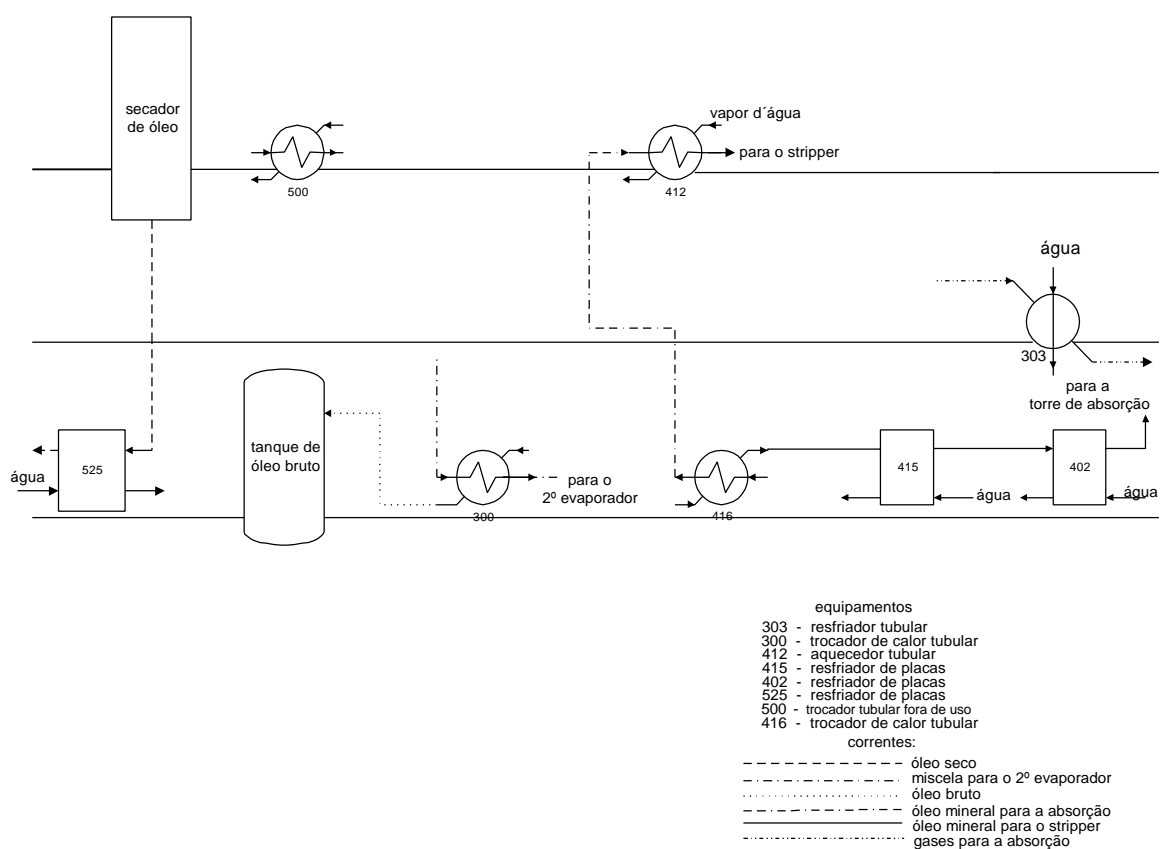 secador
de óleo
vapor d´água
para o stripper
500
412
água
303
para a
torre de absorção
tanque de
óleo bruto
525
água
para o
2º evaporador
300
416
415
água
402
água
equipamentos
303 - resfriador tubular
300 - trocador de calor tubular
412 - aquecedor tubular
415 - resfriador de placas
402 - resfriador de placas
525 - resfriador de placas
500 - trocador tubular fora de uso
416 - trocador de calor tubular
correntes:
óleo seco
miscela para o 2º evaporador
óleo bruto
óleo mineral para a absorção
óleo mineral para o stripper
gases para a absorção